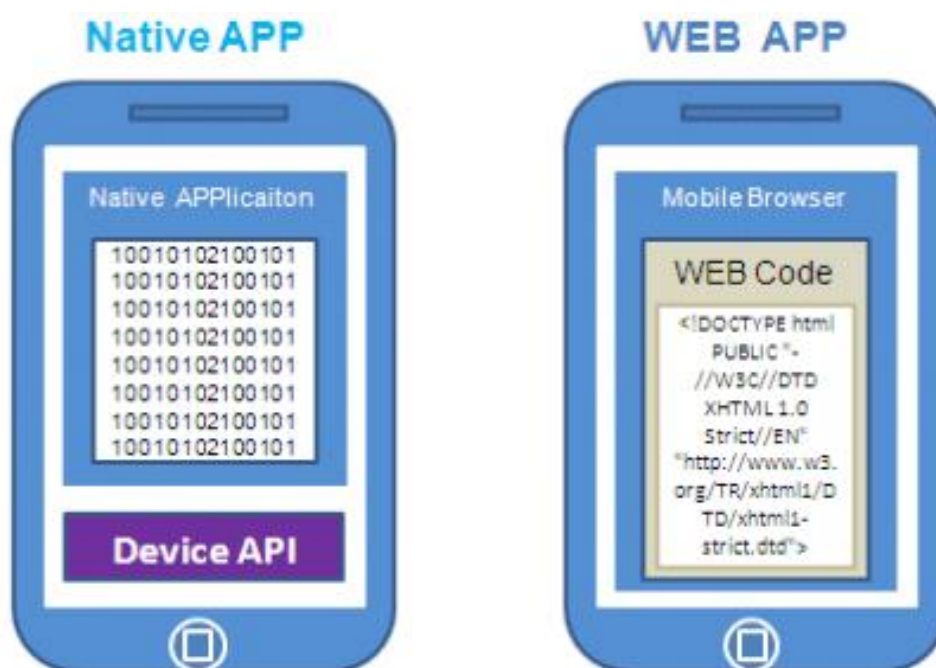 Native APP
Native APPlicaiton
10010102100101
10010102100101
10010102100101
10010102100101
10010102100101
10010102100101
10010102100101
10010102100101
Device API
WEB APP
Mobile Browser
WEB Code
<!DOCTYPE html
PUBLIC "-
//W3C//DTD
XHTML 1.0
Strict//EN"
"http://www.w3.
org/TR/xhtml1/D
TD/xhtml1-
strict.dtd">